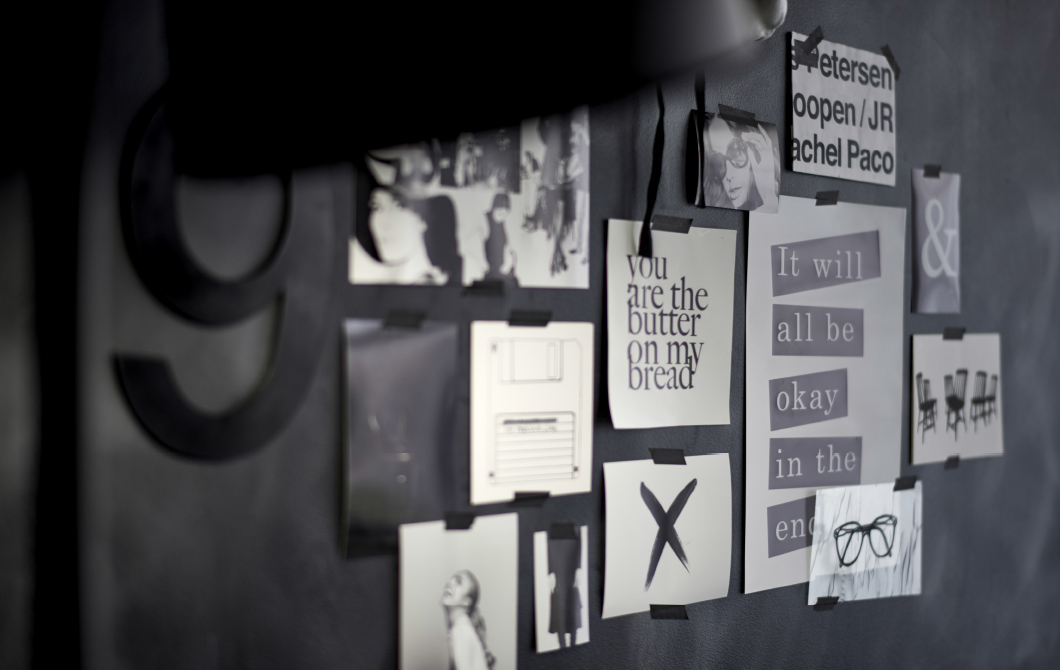 9
Petersen
oopen / JR
achel Paco
&
you
are the
butter
on my
bread
It will
all be
okay
in the
end